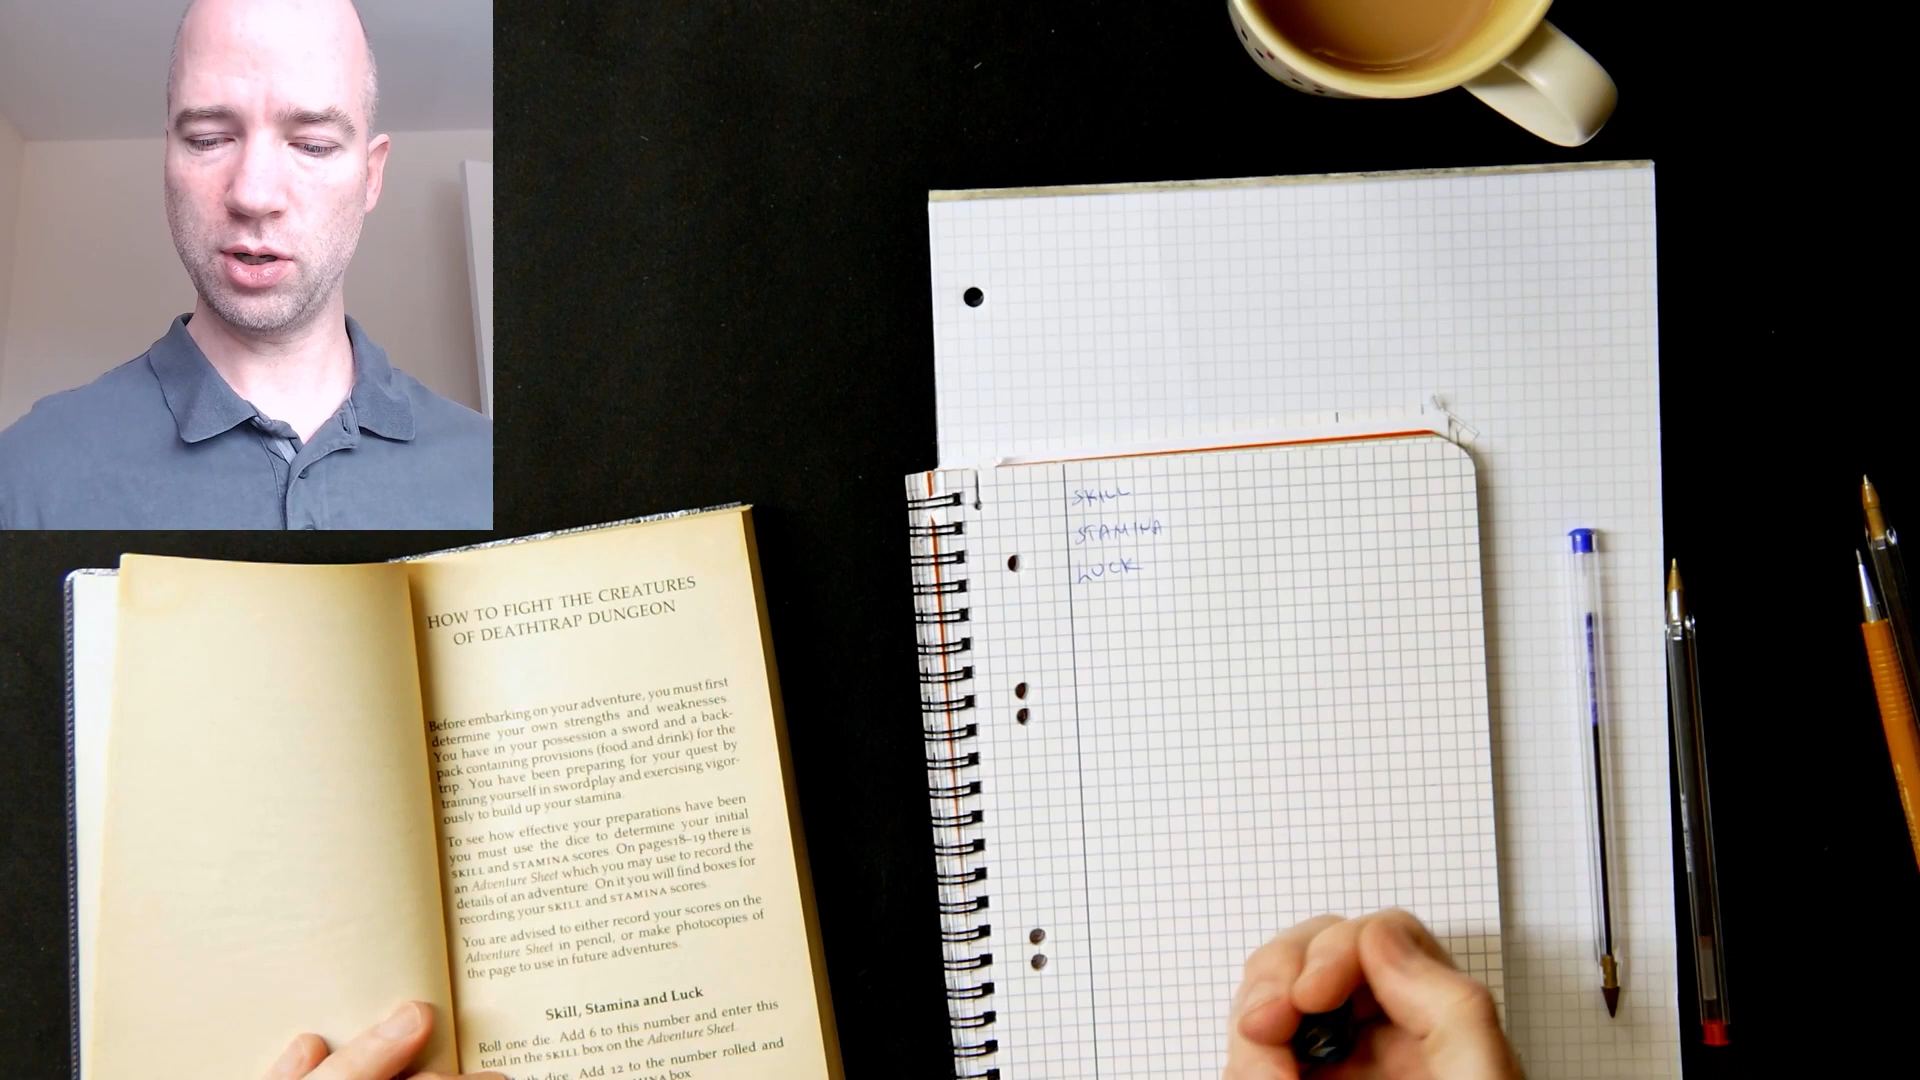 HOW TO FIGHT THE CREATURES
OF DEATHTRAP DUNGEON
Before embarking on your adventure, you must first
determine your own strengths and weaknesses.
You have in your possession a sword and a back-
pack containing provisions (food and drink) for the
trip. You have been preparing for your quest by
training yourself in swordplay and exercising vigor-
ously to build up your stamina.
To see how effective your preparations have been
you must use the dice to determine your initial
SKILL and STAMINA scores. On pages 18–19 there is
an Adventure Sheet which you may use to record the
details of an adventure. On it you will find boxes for
recording your SKILL and STAMINA scores.
You are advised to either record your scores on the
Adventure Sheet in pencil, or make photocopies of
the page to use in future adventures.
Skill, Stamina and Luck
Roll one die. Add 6 to this number and enter this
total in the SKILL box on the Adventure Sheet.
dice. Add 12 to the number rolled and
box
SKILL
STAMINA
LUCK